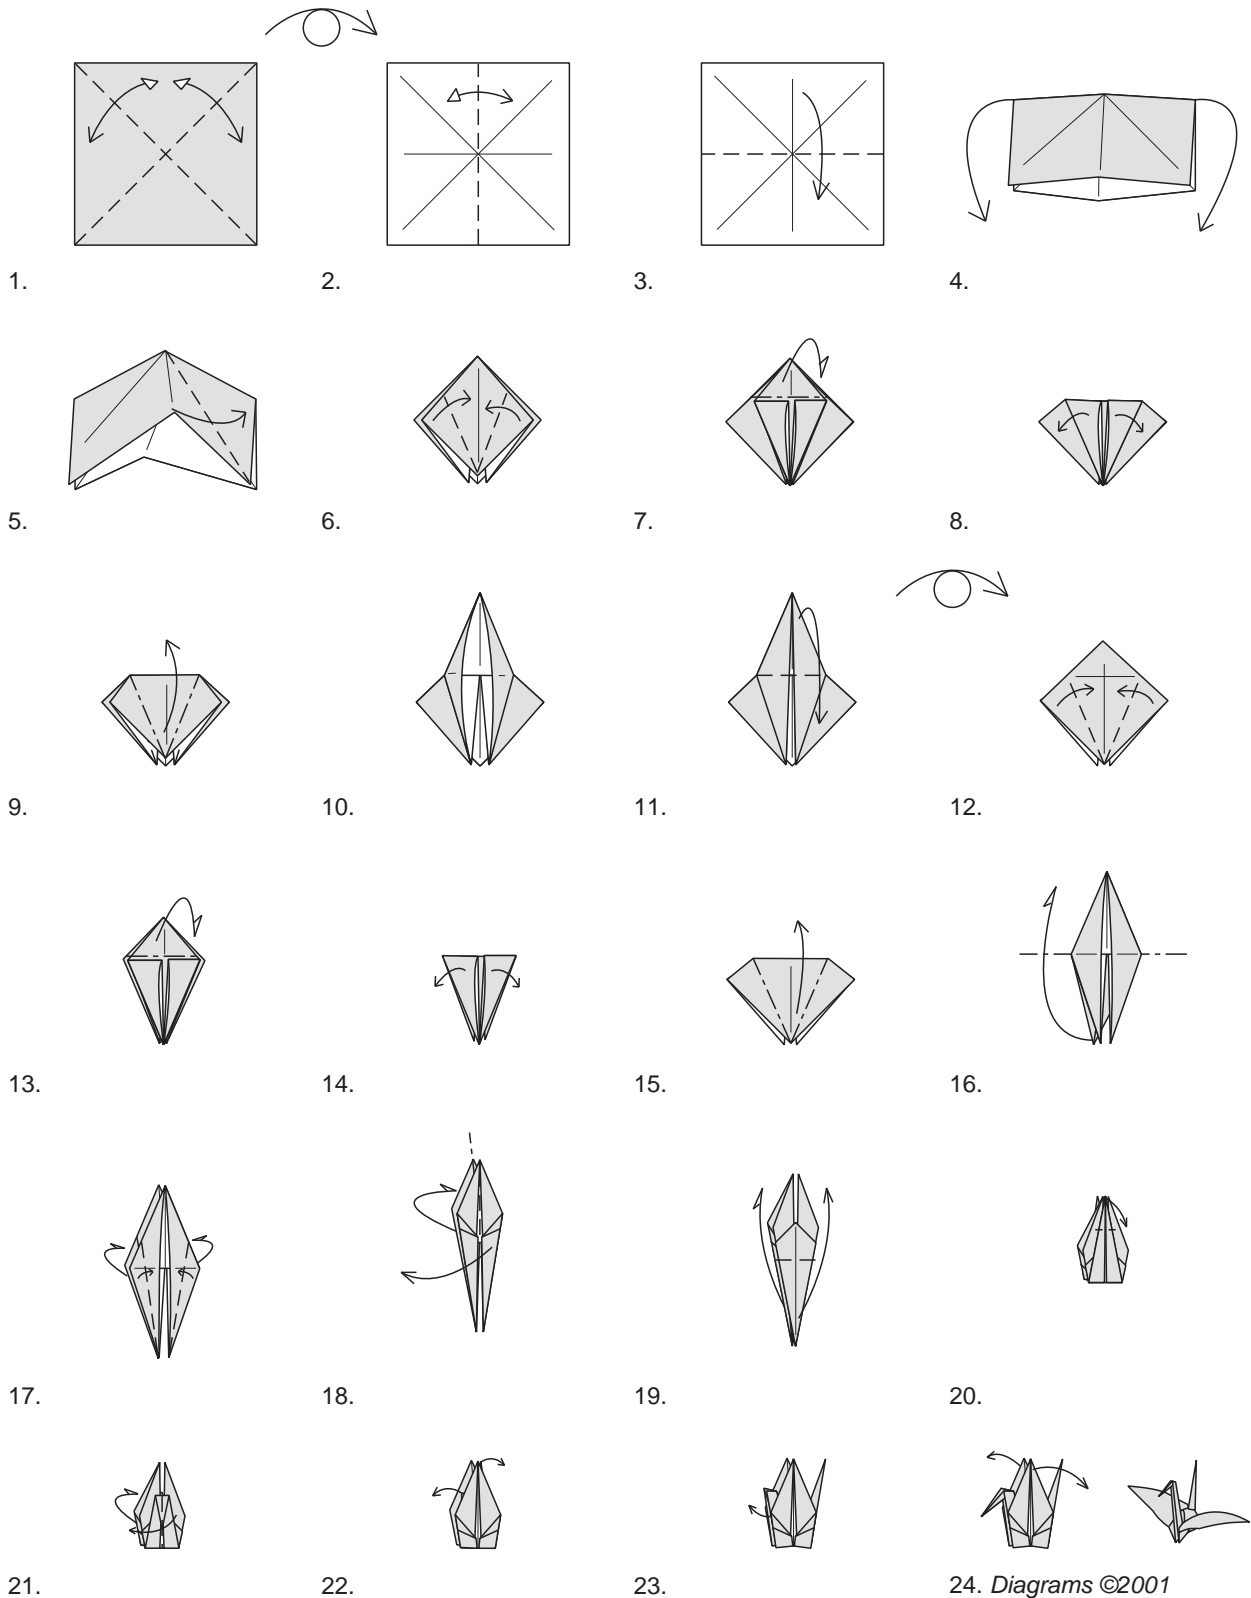 1. 2. 3. 4.
5. 6. 7. 8.
9. 10. 11. 12.
13. 14. 15. 16.
17. 18. 19. 20.
21. 22. 23. 24. Diagrams ©2001